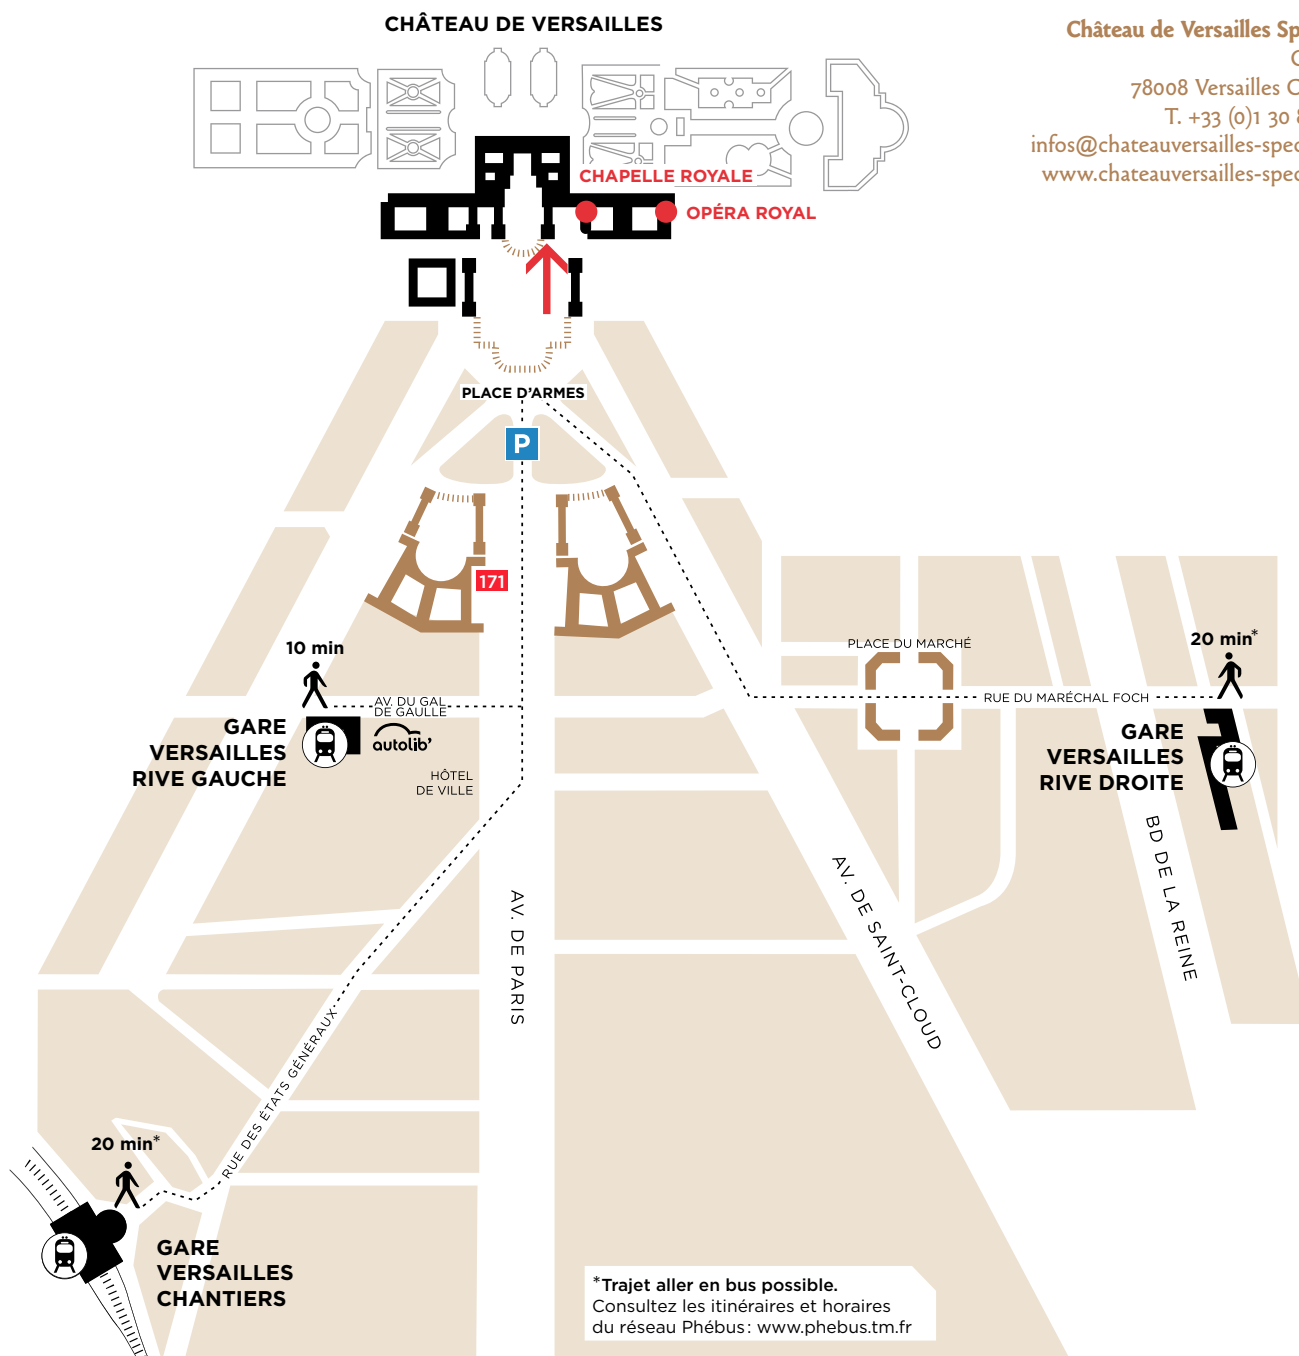 CHÂTEAU DE VERSAILLES
Château de Versailles
78008 Versailles
T. +33 (0)1 30
infos@chateauversailles-spec
www.chateauversailles-spec
CHAPELLE ROYALE
OPÉRA ROYAL
PLACE D'ARMES
P
171
10 min
AV. DU GAL
DE GAULLE
GARE
VERSAILLES
RIVE GAUCHE
autolib'
HÔTEL
DE VILLE
PLACE DU MARCHÉ
20 min*
RUE DU MARÉCHAL FOCH
GARE
VERSAILLES
RIVE DROITE
BD DE LA REINE
AV. DE SAINT-CLOUD
AV. DE PARIS
RUE DES ÉTATS GÉNÉRAUX
20 min*
GARE
VERSAILLES
CHANTIERS
*Trajet aller en bus possible.
Consultez les itinéraires et horaires
du réseau Phébus : www.phebus.tm.fr